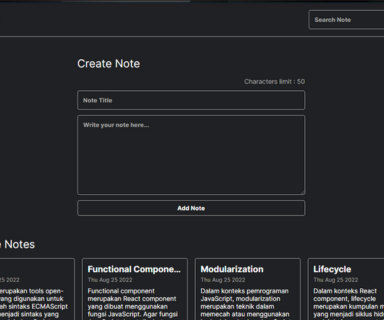 Search Note
Create Note
Characters limit : 50
Note Title
Write your note here...
Add Note
Notes
Functional Compone...
Modularization
Lifecycle
25 2022
Thu Aug 25 2022
Thu Aug 25 2022
Thu Aug 25 2022
merupakan tools open-
yang digunakan untuk
sintaks ECMAScript
menjadi sintaks yang
Functional component
merupakan React component
yang dibuat menggunakan
fungsi JavaScript. Agar fungsi
Dalam konteks pemrograman
JavaScript, modularization
merupakan teknik dalam
memecah atau menggunakan
Dalam konteks React
component, lifecycle
merupakan kumpulan
yang menjadi siklus